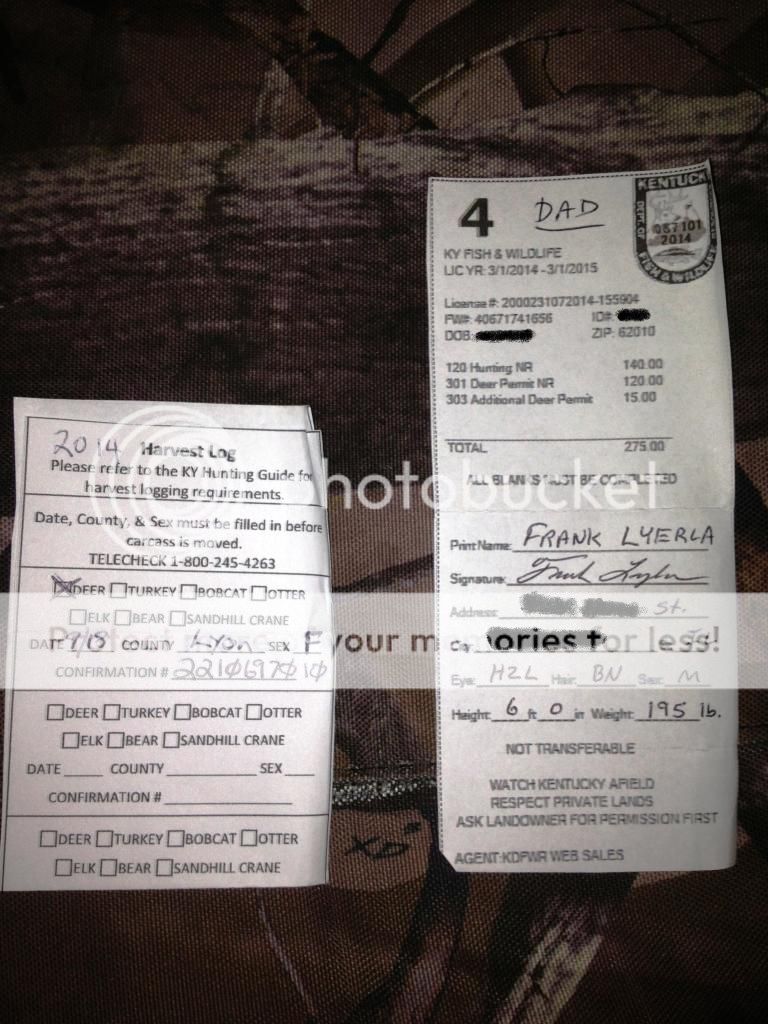 2014 Harvest Log
Please refer to the KY Hunting Guide for
harvest logging requirements.
Date, County, & Sex must be filled in before
carcass is moved.
TELECHECK 1-800-245-4263
DEER TURKEY BOBCAT OTTER
ELK BEAR SANDHILL CRANE
DATE 9/18 COUNTY Lyon SEX F
CONFIRMATION #
DEER TURKEY BOBCAT OTTER
ELK BEAR SANDHILL CRANE
DATE COUNTY SEX
CONFIRMATION #
DEER TURKEY BOBCAT OTTER
ELK BEAR SANDHILL CRANE
4 DAD
KENTUCKY
DEPT. OF
087101
2014
FISH & WILDLIFE
KY FISH & WILDLIFE
LIC YR: 3/1/2014 - 3/1/2015
License #: 2000231072014-155904
FW#: 40671741656 ID#:
DOB: ZIP: 62010
120 Hunting NR 140.00
301 Deer Permit NR 120.00
303 Additional Deer Permit 15.00
TOTAL 275.00
ALL BLANKS MUST BE COMPLETED
Print Name: FRANK LYERLA
Signature: Frank Lyerla
Address: St.
City
Eye: HZL Hair: BN Sex: M
Height: 6 ft 0 in Weight: 195 lb.
NOT TRANSFERABLE
WATCH KENTUCKY AFIELD
RESPECT PRIVATE LANDS
ASK LANDOWNER FOR PERMISSION FIRST
AGENT:KDFWR WEB SALES
photobucket
your memories for less!
XD